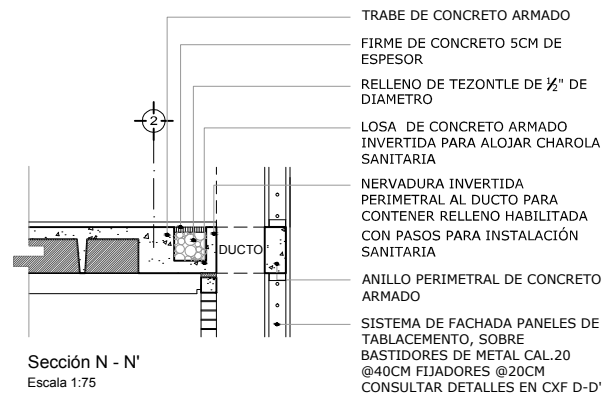 TRABE DE CONCRETO ARMADO
FIRME DE CONCRETO 5CM DE
ESPESOR
RELLENO DE TEZONTLE DE ½" DE
DIAMETRO
LOSA DE CONCRETO ARMADO
INVERTIDA PARA ALOJAR CHAROLA
SANITARIA
NERVADURA INVERTIDA
PERIMETRAL AL DUCTO PARA
CONTENER RELLENO HABILITADA
CON PASOS PARA INSTALACIÓN
SANITARIA
ANILLO PERIMETRAL DE CONCRETO
ARMADO
SISTEMA DE FACHADA PANELES DE
TABLACEMENTO, SOBRE
BASTIDORES DE METAL CAL.20
@40CM FIJADORES @20CM
CONSULTAR DETALLES EN CXF D-D'
2
DUCTO
Sección N - N'
Escala 1:75